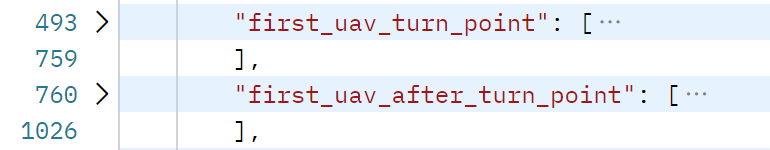 493 > "first_uav_turn_point": [···
759 ],
760 > "first_uav_after_turn_point": [···
1026 ],